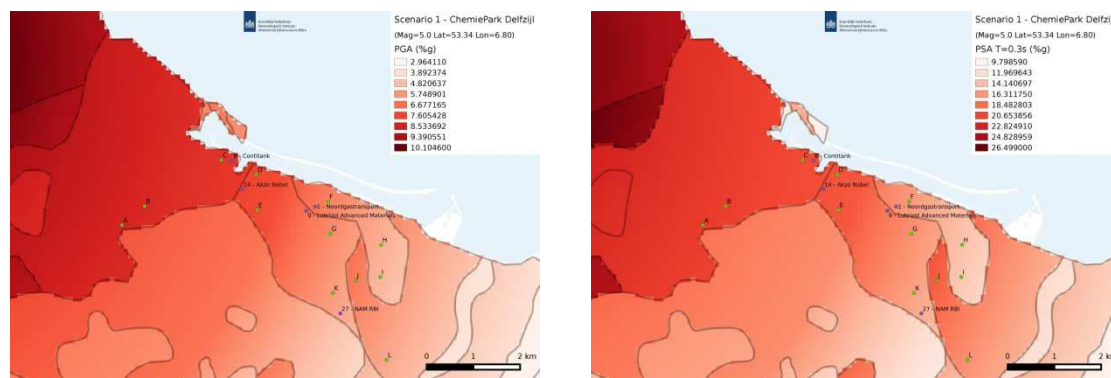 Scenario 1 - ChemiePark Delfzijl
(Mag=5.0 Lat=53.34 Lon=6.80)
PGA (%g)
2.964110
3.892374
4.820637
5.748901
6.677165
7.605428
8.533692
9.390551
10.104600
C
Contitank
D
14 - Akzo Nobel
B
F
1 - Noordgastransport
E
9 - Lubrizol Advanced Materials
A
G
H
I
J
K
27 - NAM RBI
L
0 1 2 km
Scenario 1 - ChemiePark Delfzijl
(Mag=5.0 Lat=53.34 Lon=6.80)
PSA T=0.3s (%g)
9.798590
11.969643
14.140697
16.311750
18.482803
20.653856
22.824910
24.828959
26.499000
C
Contitank
D
14 - Akzo Nobel
B
F
1 - Noordgastransport
E
9 - Lubrizol Advanced Materials
A
G
H
I
J
K
27 - NAM RBI
L
0 1 2 km